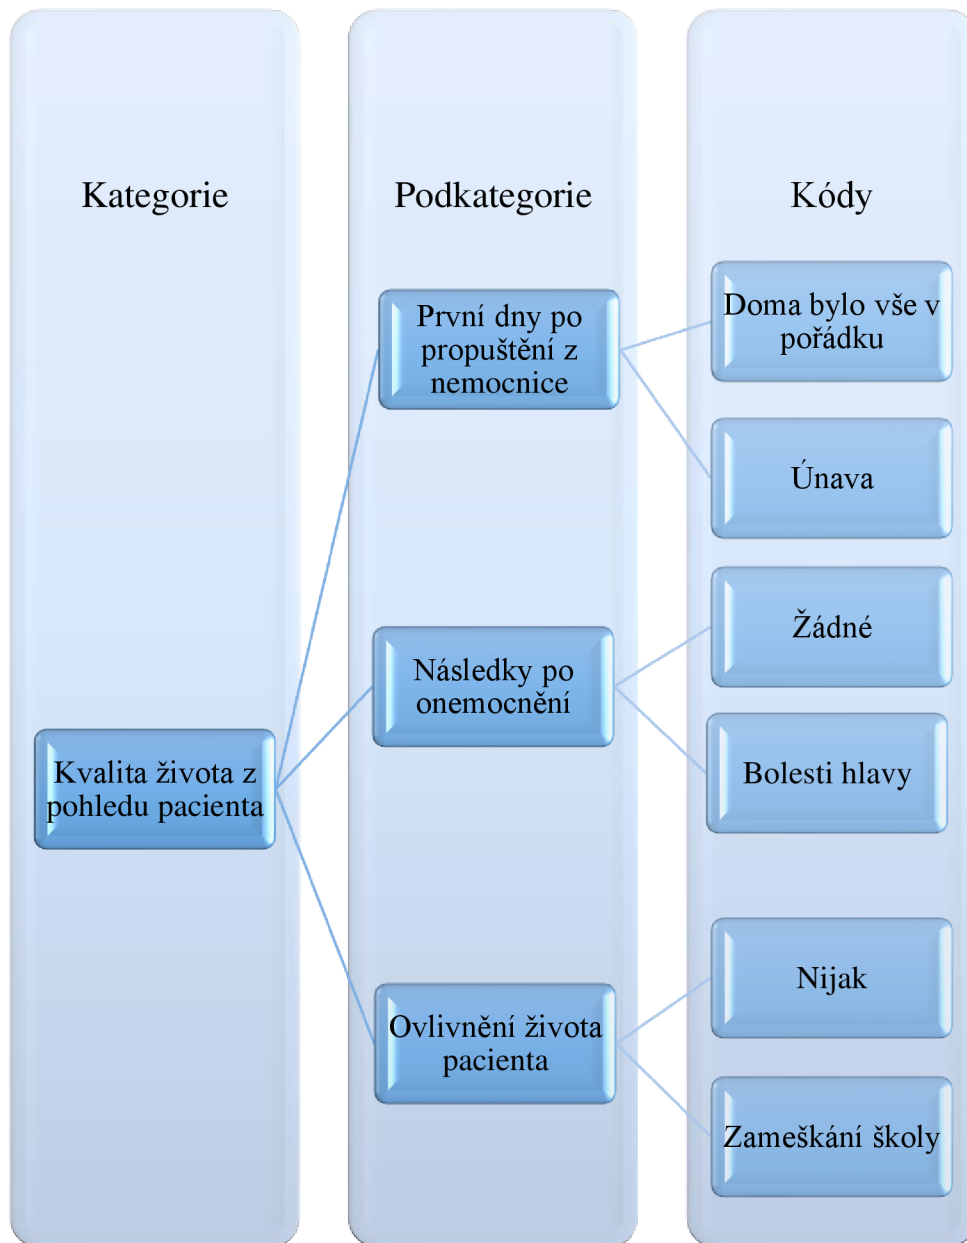 Kategorie
Podkategorie
Kódy
Kvalita života z
pohledu pacienta
První dny po
propuštění z
nemocnice
Doma bylo vše v
pořádku
Únava
Následky po
onemocnění
Žádné
Bolesti hlavy
Ovlivnění života
pacienta
Nijak
Zameškání školy